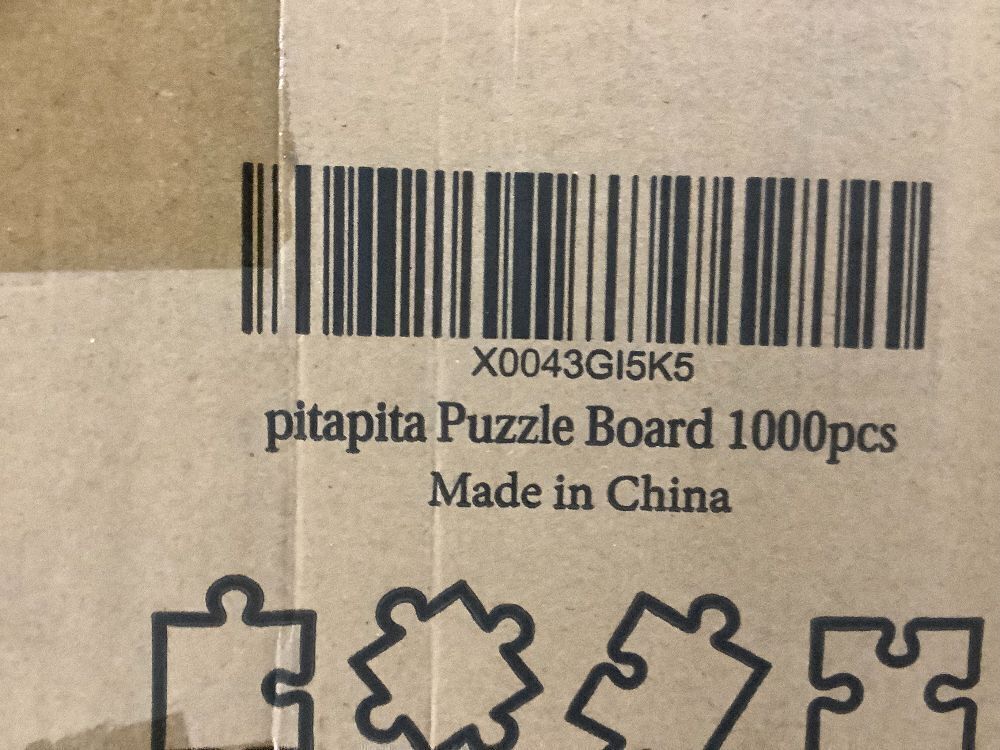 X0043GI5K5
pitapita Puzzle Board 1000pcs
Made in China